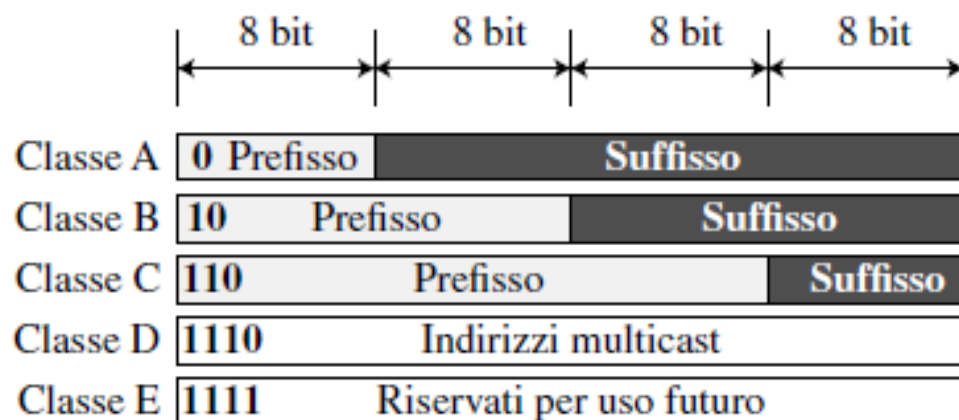 8 bit 8 bit 8 bit 8 bit
Classe A 0 Prefisso Suffisso
Classe B 10 Prefisso Suffisso
Classe C 110 Prefisso Suffisso
Classe D 1110 Indirizzi multicast
Classe E 1111 Riservati per uso futuro